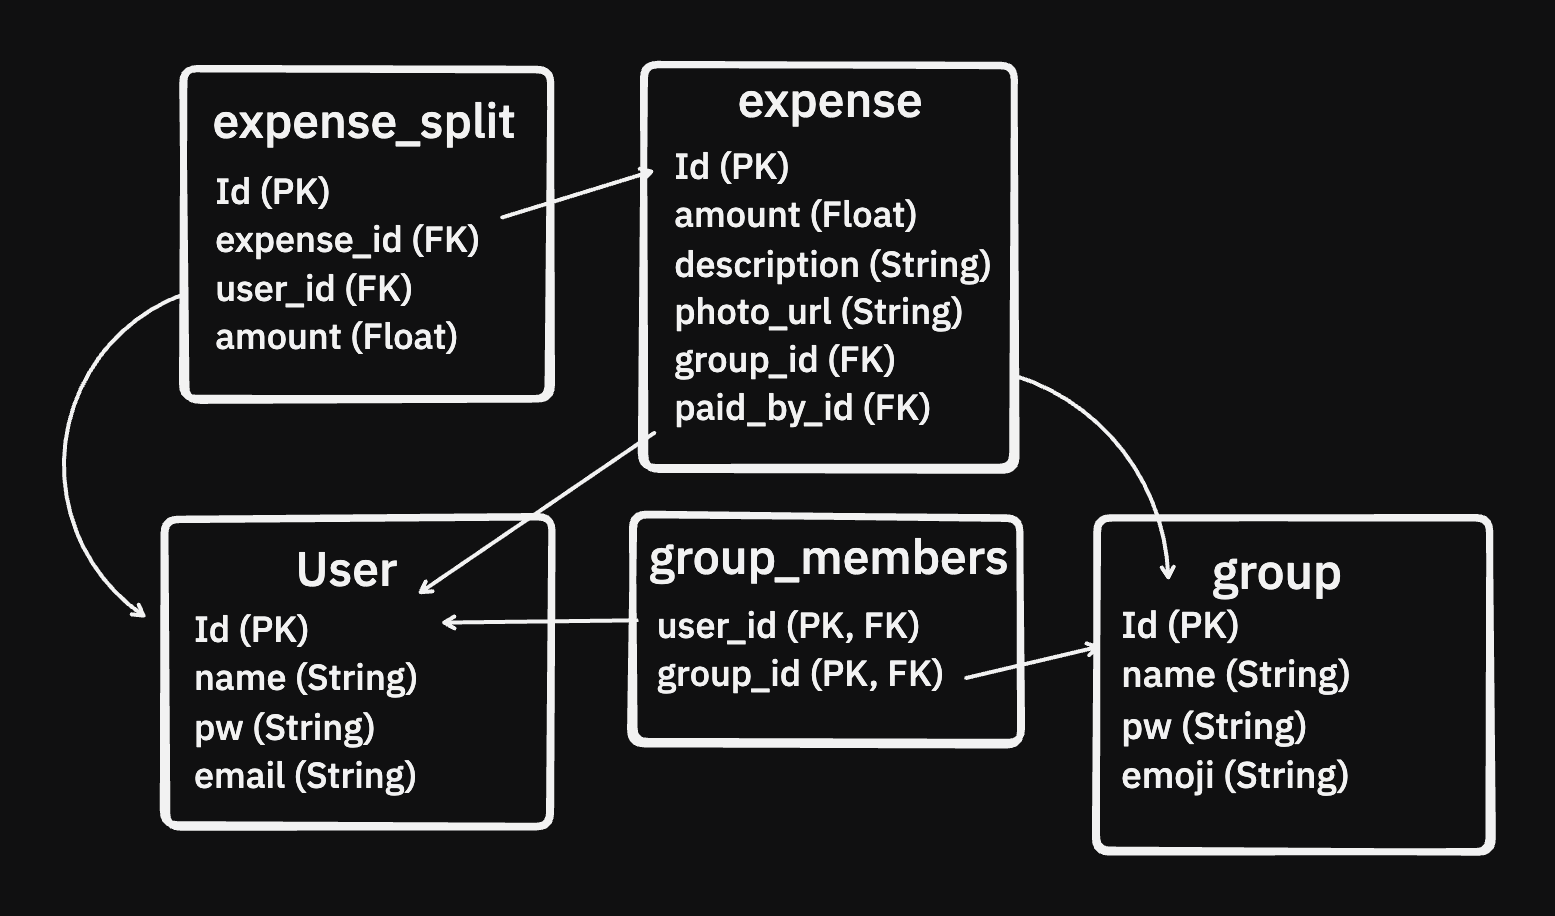 expense_split
Id (PK)
expense_id (FK)
user_id (FK)
amount (Float)
expense
Id (PK)
amount (Float)
description (String)
photo_url (String)
group_id (FK)
paid_by_id (FK)
User
Id (PK)
name (String)
pw (String)
email (String)
group_members
user_id (PK, FK)
group_id (PK, FK)
group
Id (PK)
name (String)
pw (String)
emoji (String)